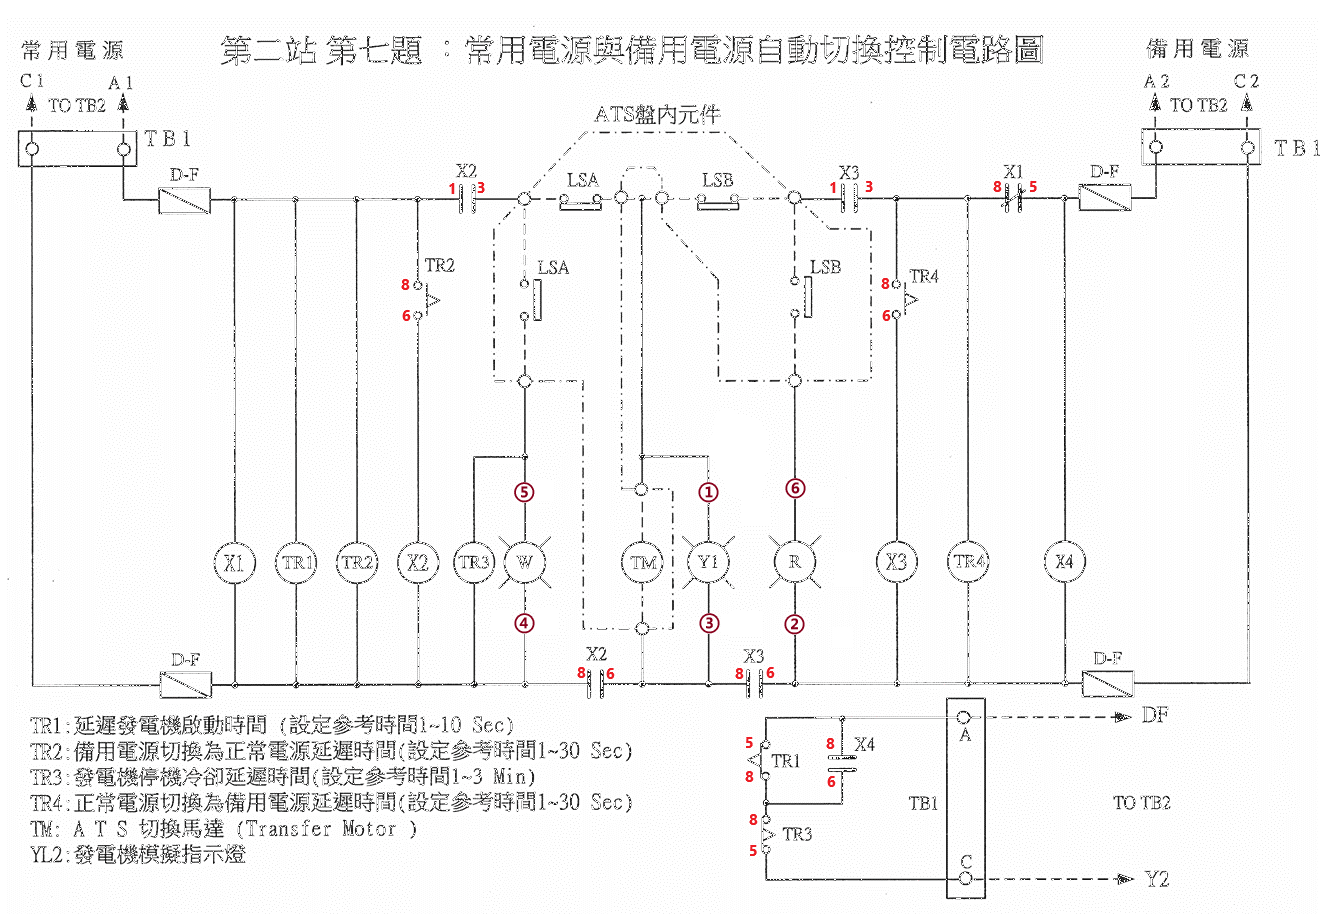 第二站 第七題 ：常用電源與備用電源自動切換控制電路圖
常用電源
備用電源
C1
A1
TO TB2
A2
C2
TO TB2
TB1
TB1
ATS盤內元件
D-F
X2
1
3
LSA
LSB
X3
1
3
X1
8
5
D-F
TR2
8
6
LSA
LSB
TR4
8
6
⑤
①
⑥
X1
TR1
TR2
X2
TR3
W
TM
Y1
R
X3
TR4
X4
④
③
②
D-F
X2
8
6
X3
8
6
D-F
TR1:延遲發電機啟動時間 (設定參考時間1~10 Sec)
TR2:備用電源切換為正常電源延遲時間(設定參考時間1~30 Sec)
TR3:發電機停機冷卻延遲時間(設定參考時間1~3 Min)
TR4:正常電源切換為備用電源延遲時間(設定參考時間1~30 Sec)
TM: A T S 切換馬達 (Transfer Motor )
YL2:發電機模擬指示燈
5
TR1
8
8
X4
6
8
TR3
5
TB1
A
C
DF
TO TB2
Y2